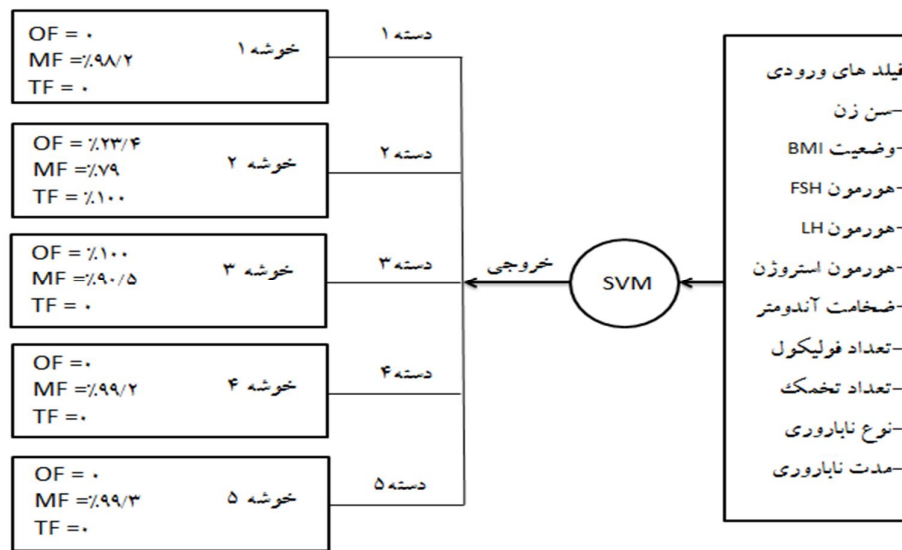 فیلد های ورودی
-سن زن
-وضعیت BMI
-هورمون FSH
-هورمون LH
-هورمون استروژن
-ضخامت آندومتر
-تعداد فولیکول
-تعداد تخمک
-نوع ناباروری
-مدت ناباروری
SVM
خروجی
دسته ۱
خوشه ۱
OF = ۰
MF =٪۹۸/۲
TF = ۰
دسته ۲
خوشه ۲
OF = ٪۲۳/۴
MF =٪۷۹
TF = ٪۱۰۰
دسته ۳
خوشه ۳
OF = ٪۱۰۰
MF =٪۹۰/۵
TF = ۰
دسته ۴
خوشه ۴
OF =۰
MF =٪۹۹/۲
TF =۰
دسته ۵
خوشه ۵
OF = ۰
MF =٪۹۹/۳
TF =۰